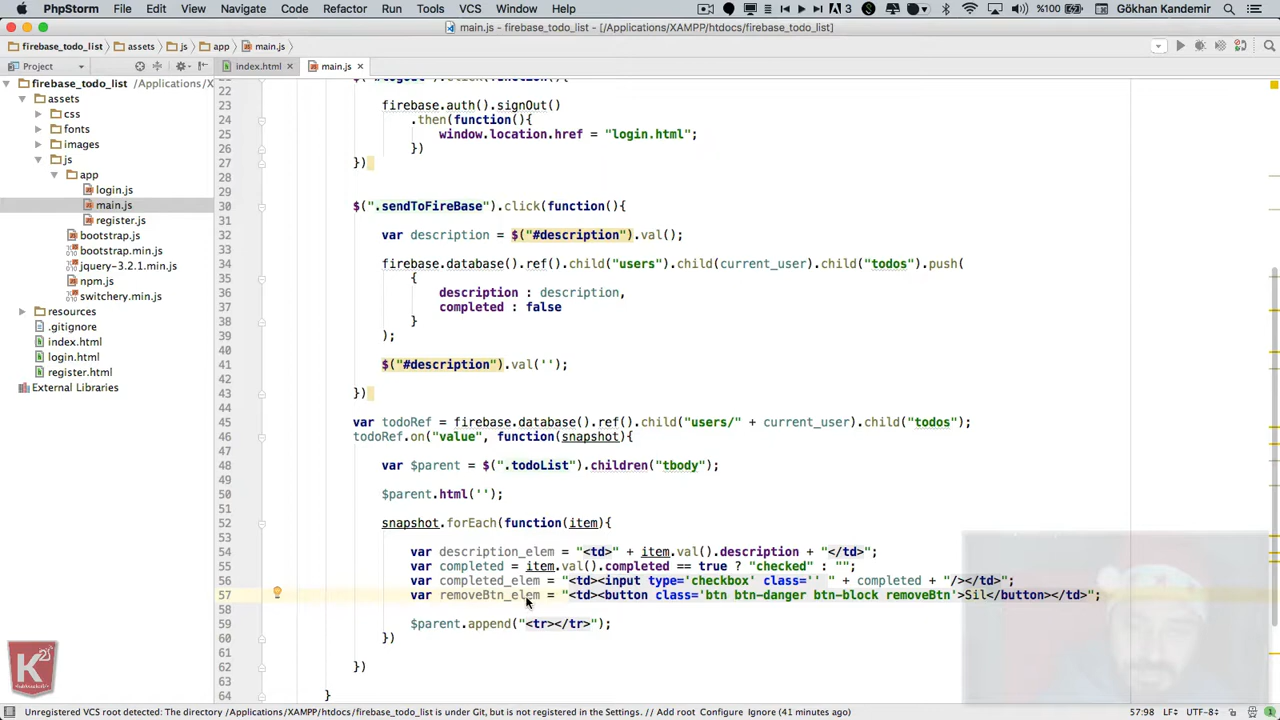 PhpStorm File Edit View Navigate Code Refactor Run Tools VCS Window Help 3 %100 Gökhan Kandemir
main.js - firebase_todo_list - [/Applications/XAMPP/htdocs/firebase_todo_list]
firebase_todo_list assets js app main.js
Project index.html main.js
firebase_todo_list /Applications/X
assets
css
fonts
images
js
app
login.js
main.js
register.js
bootstrap.js
bootstrap.min.js
jquery-3.2.1.min.js
npm.js
switchery.min.js
resources
.gitignore
index.html
login.html
register.html
External Libraries
22
23 firebase.auth().signOut()
24 .then(function(){
25 window.location.href = "login.html";
26 })
27 })
28
29
30 $(".sendToFireBase").click(function(){
31
32 var description = $("#description").val();
33
34 firebase.database().ref().child("users").child(current_user).child("todos").push(
35 {
36 description : description,
37 completed : false
38 }
39 );
40
41 $("#description").val('');
42
43 })
44
45 var todoRef = firebase.database().ref().child("users/" + current_user).child("todos");
46 todoRef.on("value", function(snapshot){
47
48 var $parent = $(".todoList").children("tbody");
49
50 $parent.html('');
51
52 snapshot.forEach(function(item){
53
54 var description_elem = "<td>" + item.val().description + "</td>";
55 var completed = item.val().completed == true ? "checked" : "";
56 var completed_elem = "<td><input type='checkbox' class='' " + completed + "/></td>";
57 var removeBtn_elem = "<td><button class='btn btn-danger btn-block removeBtn'>Sil</button></td>";
58
59 $parent.append("<tr></tr>");
60 })
61
62 })
63
64 }
K
Unregistered VCS root detected: The directory /Applications/XAMPP/htdocs/firebase_todo_list is under Git, but is not registered in the Settings. // Add root Configure Ignore (41 minutes ago) 57:98 LF UTF-8 1